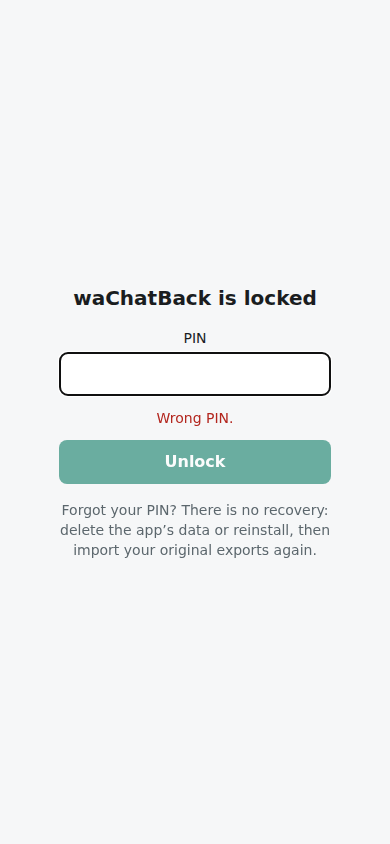 waChatBack is locked
PIN
Wrong PIN.
Unlock
Forgot your PIN? There is no recovery:
delete the app’s data or reinstall, then
import your original exports again.